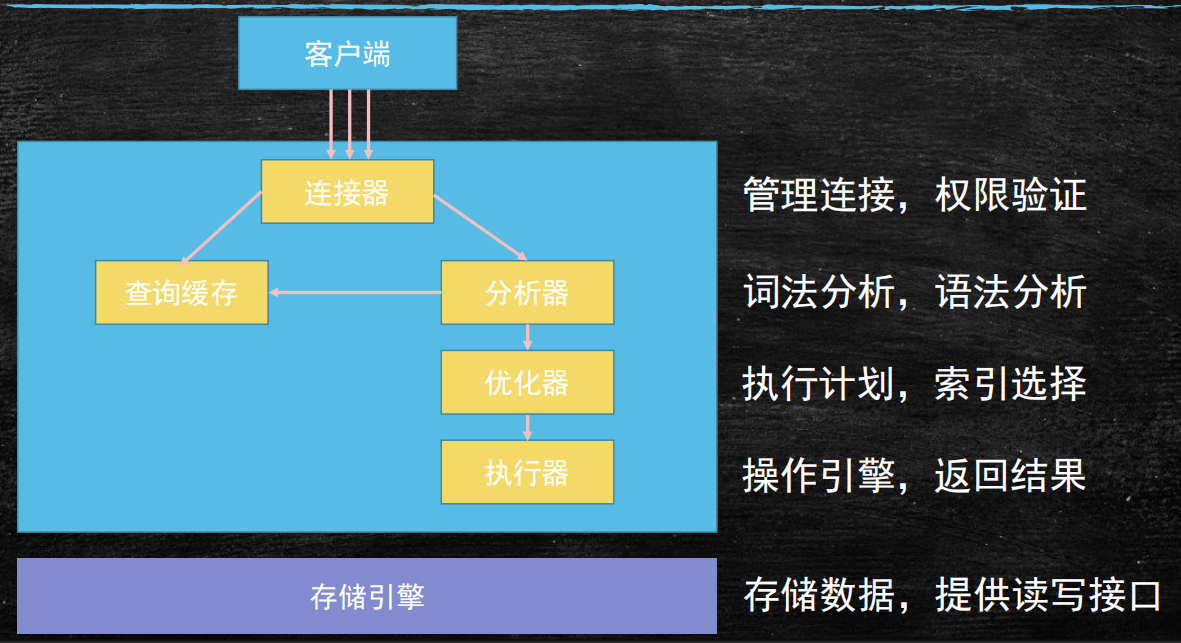 客户端
连接器
管理连接，权限验证
查询缓存
分析器
词法分析，语法分析
优化器
执行计划，索引选择
执行器
操作引擎，返回结果
存储引擎
存储数据，提供读写接口